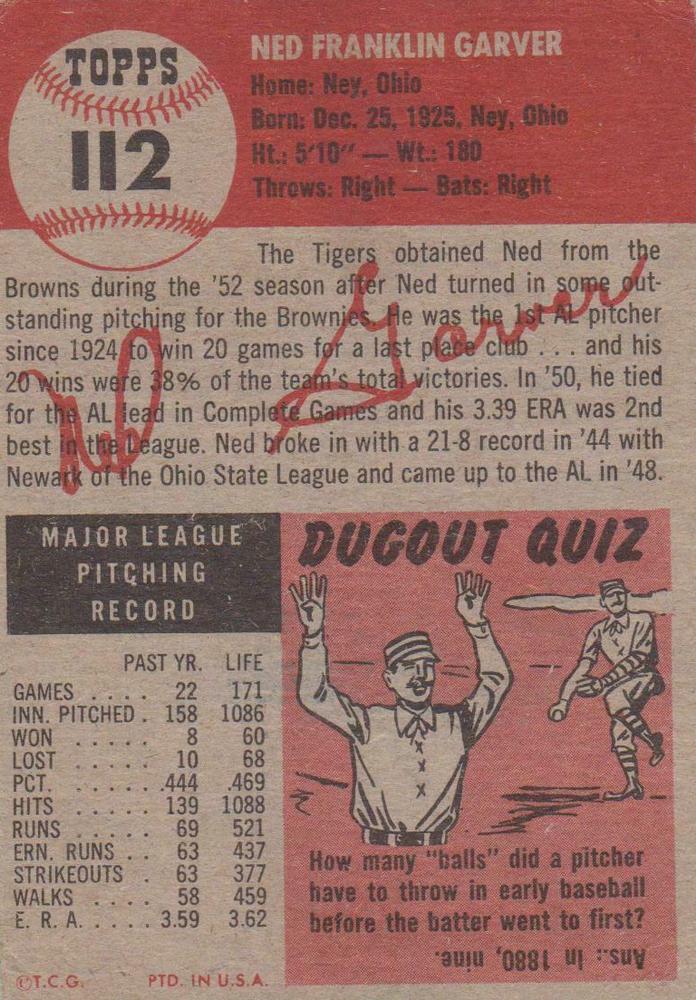 TOPPS
112
NED FRANKLIN GARVER
Home: Ney, Ohio
Born: Dec. 25, 1925, Ney, Ohio
Ht.: 5'10" — Wt.: 180
Throws: Right — Bats: Right
The Tigers obtained Ned from the
Browns during the '52 season after Ned turned in some out-
standing pitching for the Brownies. He was the 1st AL pitcher
since 1924 to win 20 games for a last place club . . . and his
20 wins were 38% of the team's total victories. In '50, he tied
for the AL lead in Complete Games and his 3.39 ERA was 2nd
best in the League. Ned broke in with a 21-8 record in '44 with
Newark of the Ohio State League and came up to the AL in '48.
Ned Garver
MAJOR LEAGUE
PITCHING
RECORD
PAST YR. LIFE
GAMES . . . . 22 171
INN. PITCHED . 158 1086
WON . . . . . 8 60
LOST . . . . . 10 68
PCT. . . . . . .444 .469
HITS . . . . . 139 1088
RUNS . . . . . 69 521
ERN. RUNS . . 63 437
STRIKEOUTS . 63 377
WALKS . . . . 58 459
E. R. A. . . . . 3.59 3.62
©T.C.G. PTD. IN U.S.A.
DUGOUT QUIZ
How many "balls" did a pitcher
have to throw in early baseball
before the batter went to first?
Ans.: In 1880, nine.